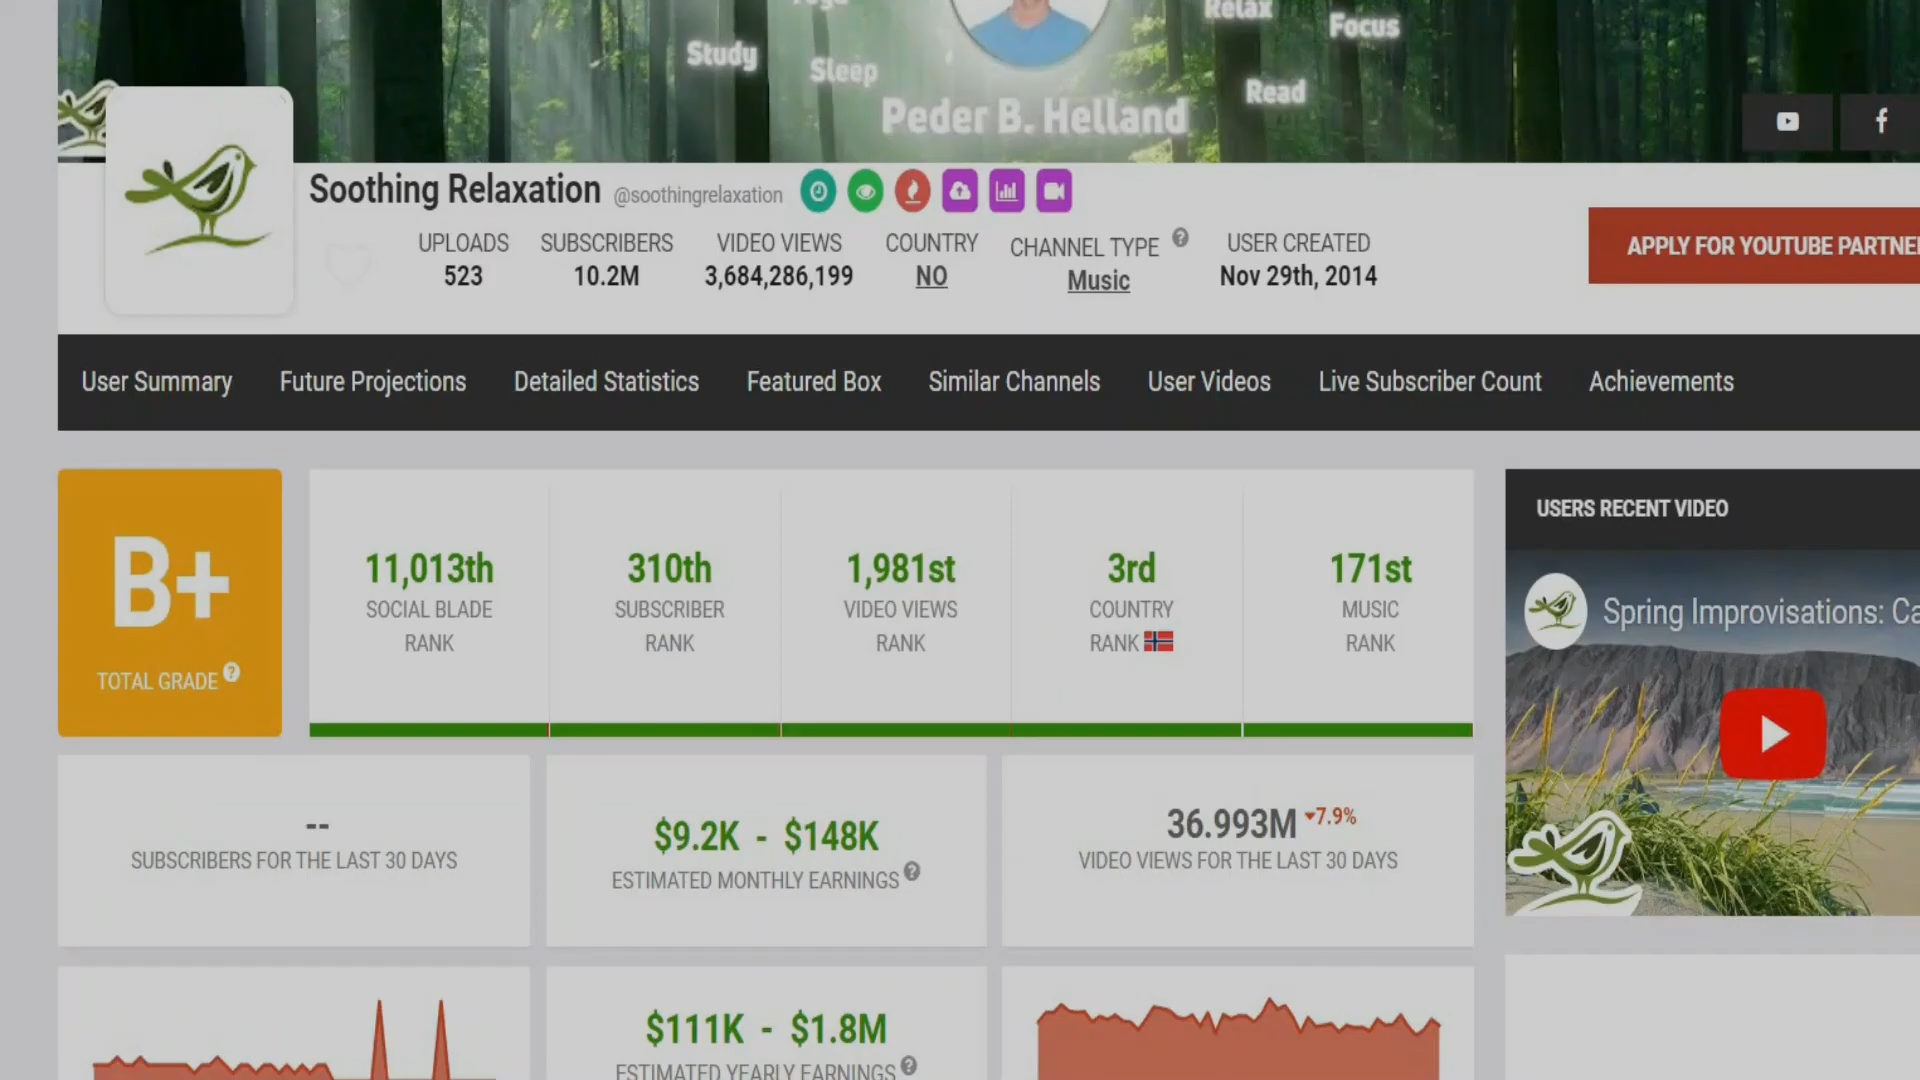 Relax
Focus
Study
Sleep
Read
Peder B. Helland
Soothing Relaxation @soothingrelaxation
UPLOADS SUBSCRIBERS VIDEO VIEWS COUNTRY CHANNEL TYPE ? USER CREATED
523 10.2M 3,684,286,199 NO Music Nov 29th, 2014
APPLY FOR YOUTUBE
User Summary Future Projections Detailed Statistics Featured Box Similar Channels User Videos Live Subscriber Count Achievements
B+
TOTAL GRADE ?
11,013th
SOCIAL BLADE
RANK
310th
SUBSCRIBER
RANK
1,981st
VIDEO VIEWS
RANK
3rd
COUNTRY
RANK
171st
MUSIC
RANK
USERS RECENT VIDEO
Spring Improvisations:
--
SUBSCRIBERS FOR THE LAST 30 DAYS
$9.2K - $148K
ESTIMATED MONTHLY EARNINGS ?
36.993M 7.9%
VIDEO VIEWS FOR THE LAST 30 DAYS
$111K - $1.8M
ESTIMATED YEARLY EARNINGS ?